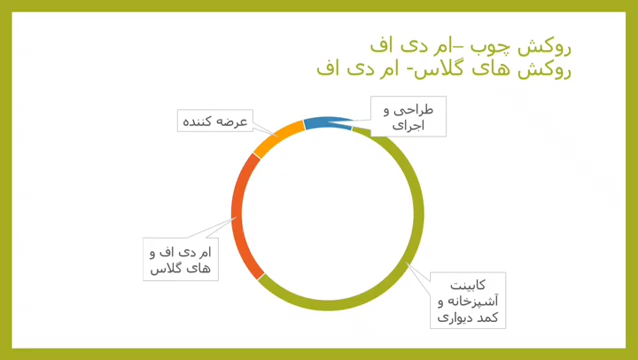 روکش چوب –ام دی اف
روکش های گلاس- ام دی اف
طراحی و
اجرای
عرضه کننده
ام دی اف و
های گلاس
کابینت
آشپزخانه و
کمد دیواری